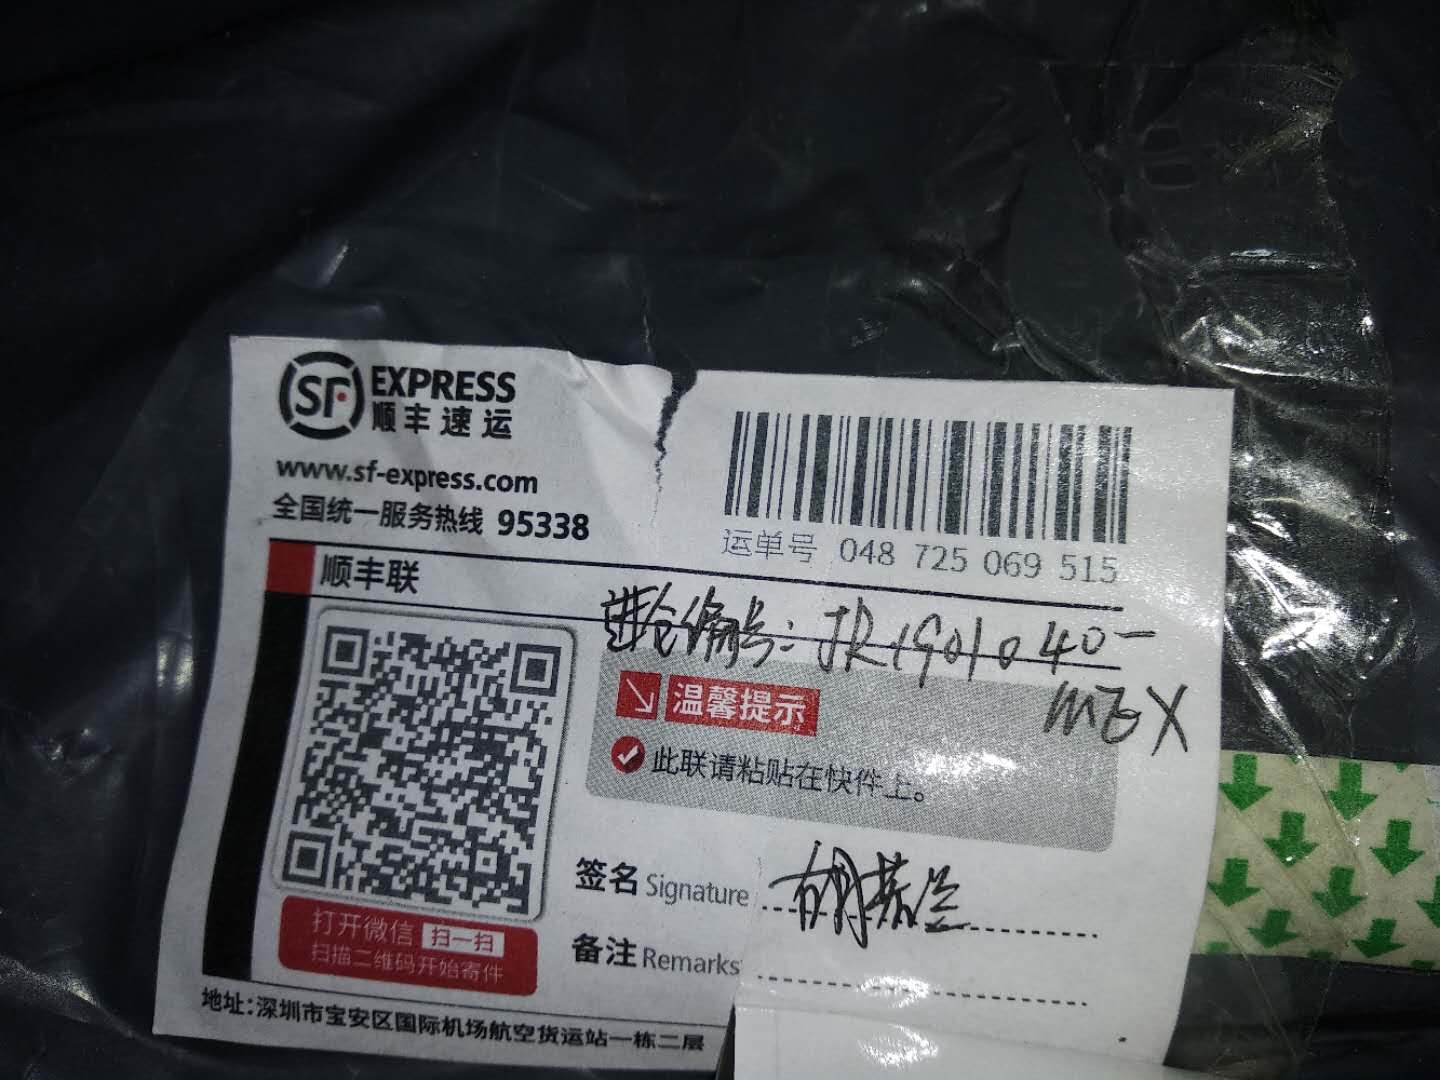 SF EXPRESS
顺丰速运
www.sf-express.com
全国统一服务热线 95338
运单号 048 725 069 515
顺丰联
进仓编号: JR1901040-
MEX
温馨提示
此联请粘贴在快件上。
签名 Signature 胡
备注 Remarks
打开微信 扫一扫
扫描二维码开始寄件
地址:深圳市宝安区国际机场航空货运站一栋二层